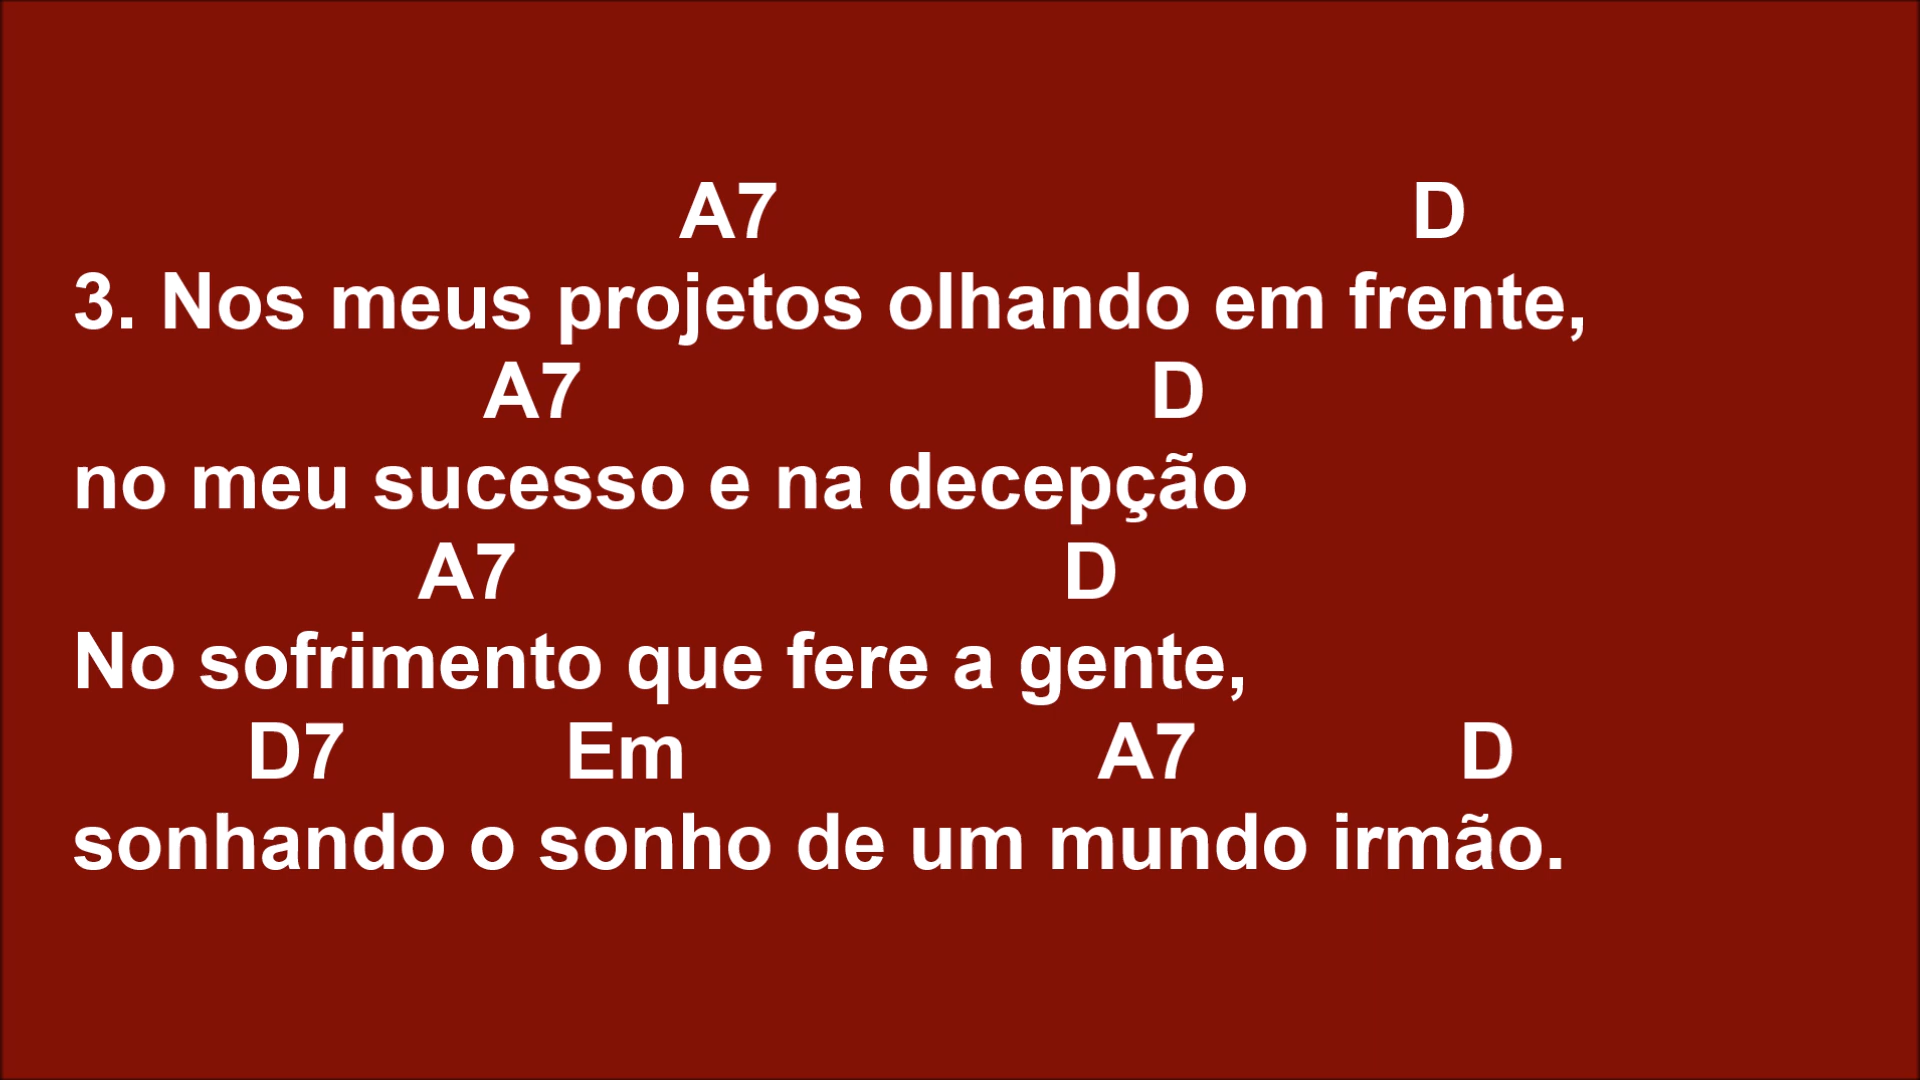 A7 D
3. Nos meus projetos olhando em frente,
A7 D
no meu sucesso e na decepção
A7 D
No sofrimento que fere a gente,
D7 Em A7 D
sonhando o sonho de um mundo irmão.